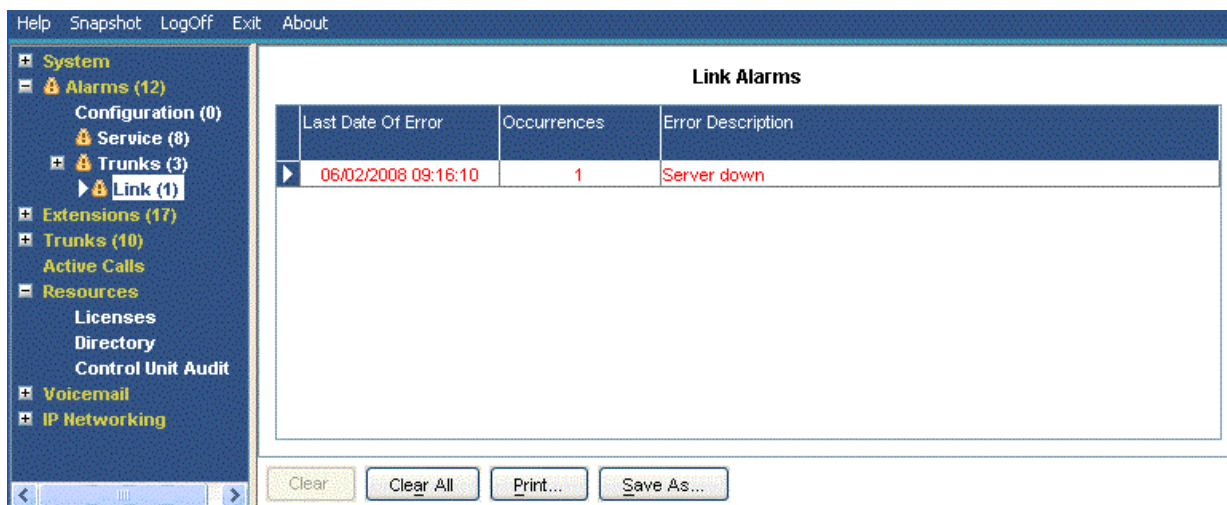 Help Snapshot LogOff Exit About
System
Alarms (12)
Configuration (0)
Service (8)
Trunks (3)
Link (1)
Extensions (17)
Trunks (10)
Active Calls
Resources
Licenses
Directory
Control Unit Audit
Voicemail
IP Networking
Link Alarms
Last Date Of Error Occurrences Error Description
06/02/2008 09:16:10 1 Server down
Clear Clear All Print... Save As...